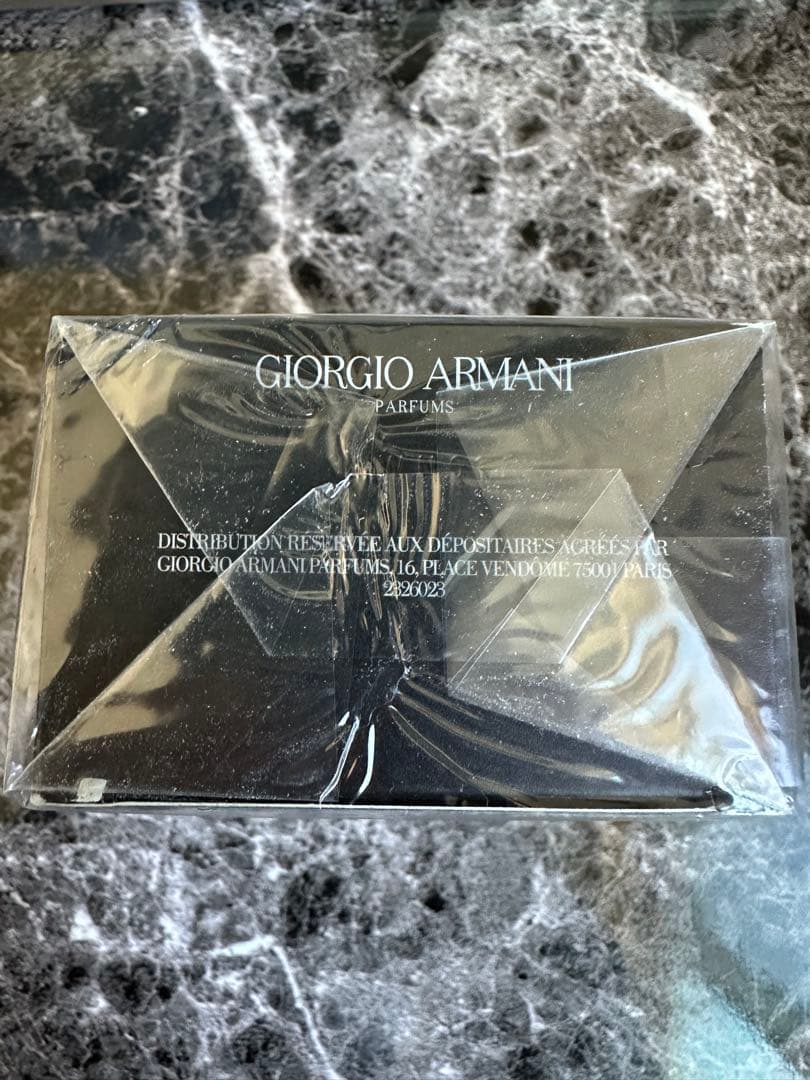 GIORGIO ARMANI
PARFUMS
DISTRIBUTION RESERVEE AUX DÉPOSITAIRES AGRÉÉS PAR
GIORGIO ARMANI PARFUMS, 16, PLACE VENDÔME 75001 PARIS
2326023